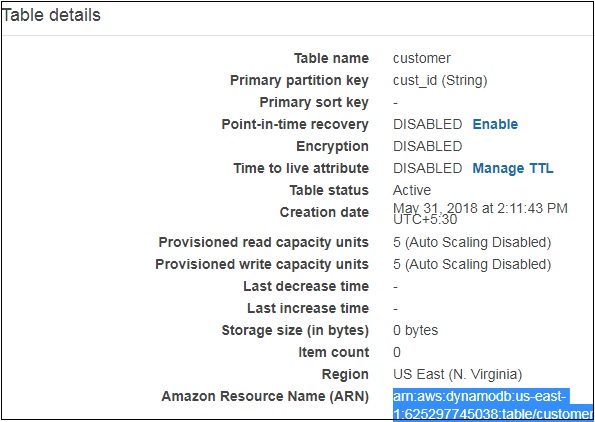 Table details
Table name customer
Primary partition key cust_id (String)
Primary sort key -
Point-in-time recovery DISABLED Enable
Encryption DISABLED
Time to live attribute DISABLED Manage TTL
Table status Active
Creation date May 31, 2018 at 2:11:43 PM
UTC+5:30
Provisioned read capacity units 5 (Auto Scaling Disabled)
Provisioned write capacity units 5 (Auto Scaling Disabled)
Last decrease time -
Last increase time -
Storage size (in bytes) 0 bytes
Item count 0
Region US East (N. Virginia)
Amazon Resource Name (ARN) arn:aws:dynamodb:us-east-
1:625297745038:table/customer